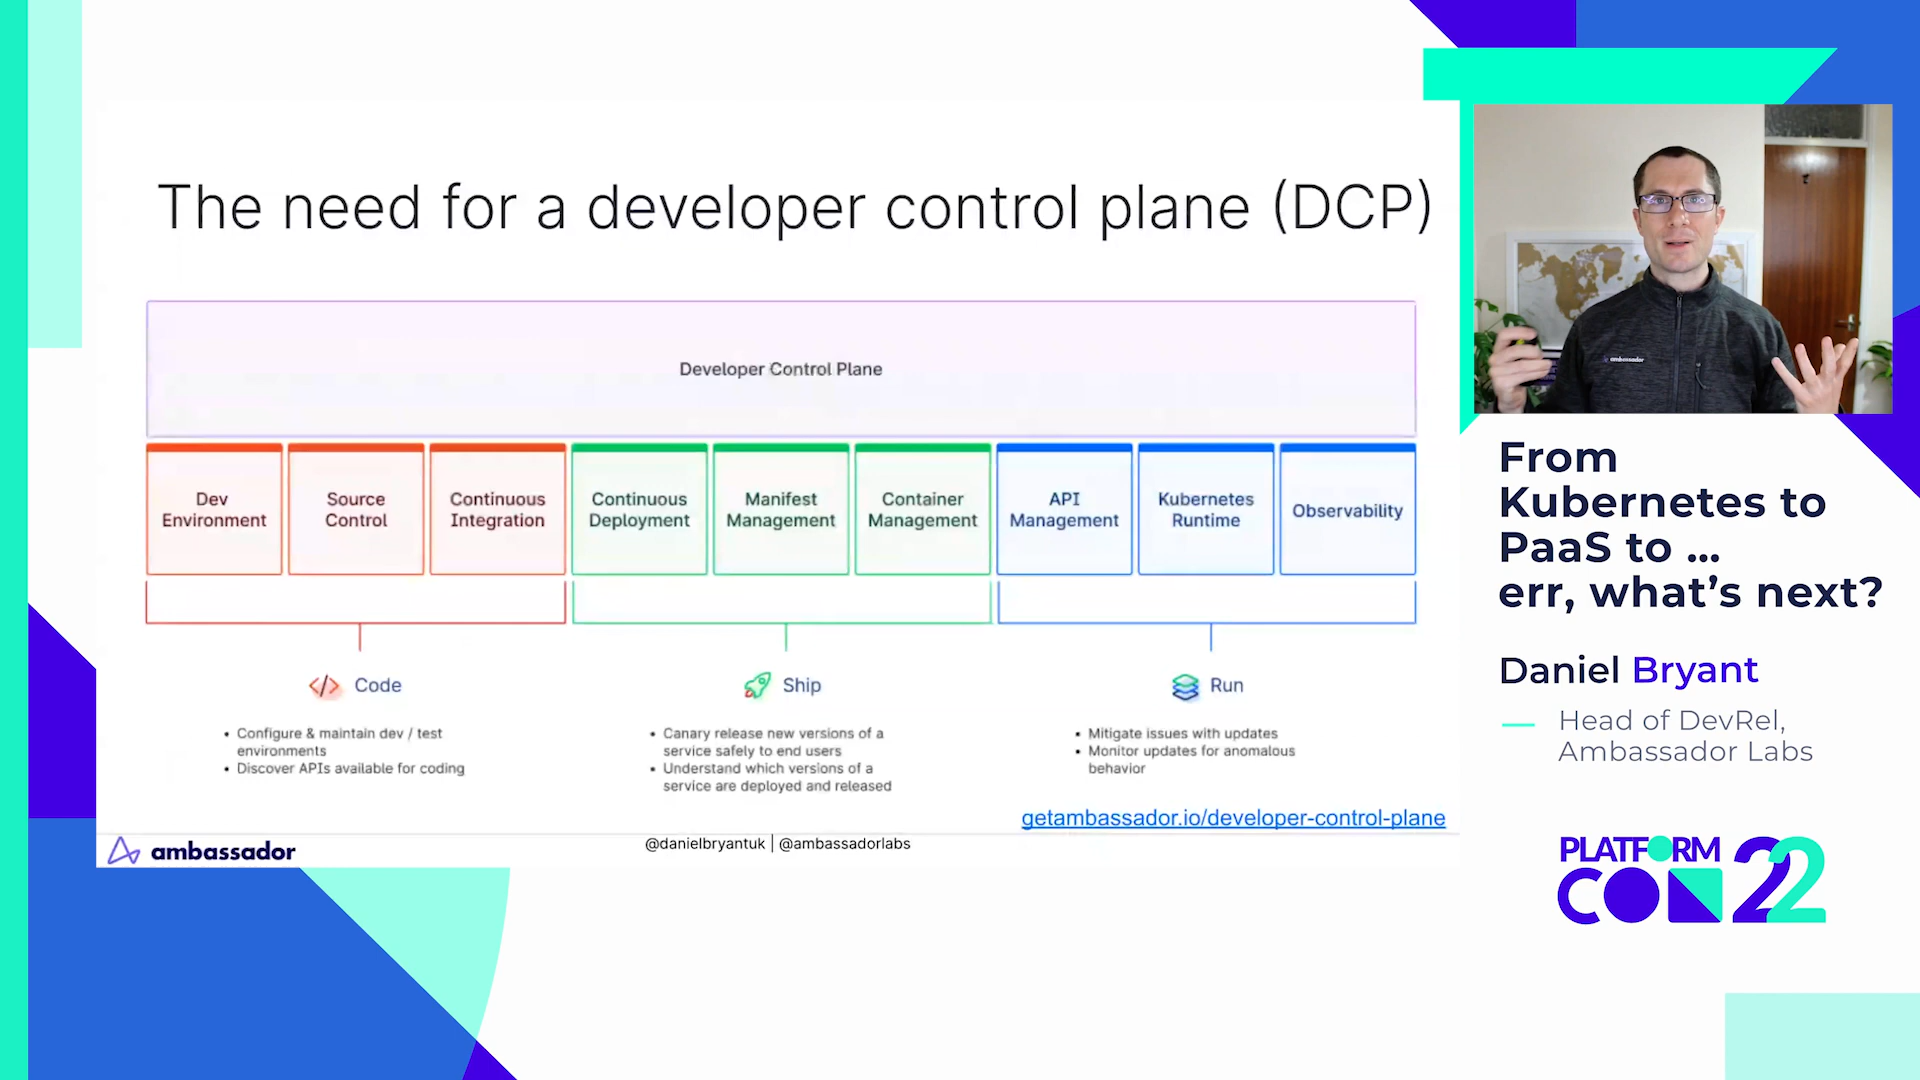 The need for a developer control plane (DCP)
Developer Control Plane
Dev
Environment
Source
Control
Continuous
Integration
Continuous
Deployment
Manifest
Management
Container
Management
API
Management
Kubernetes
Runtime
Observability
</> Code
• Configure & maintain dev / test
environments
• Discover APIs available for coding
Ship
• Canary release new versions of a
service safely to end users
• Understand which versions of a
service are deployed and released
Run
• Mitigate issues with updates
• Monitor updates for anomalous
behavior
getambassador.io/developer-control-plane
ambassador
@danielbryantuk | @ambassadorlabs
ambassador
From
Kubernetes to
PaaS to ...
err, what’s next?
Daniel Bryant
Head of DevRel,
Ambassador Labs
PLATFORM
CON 22